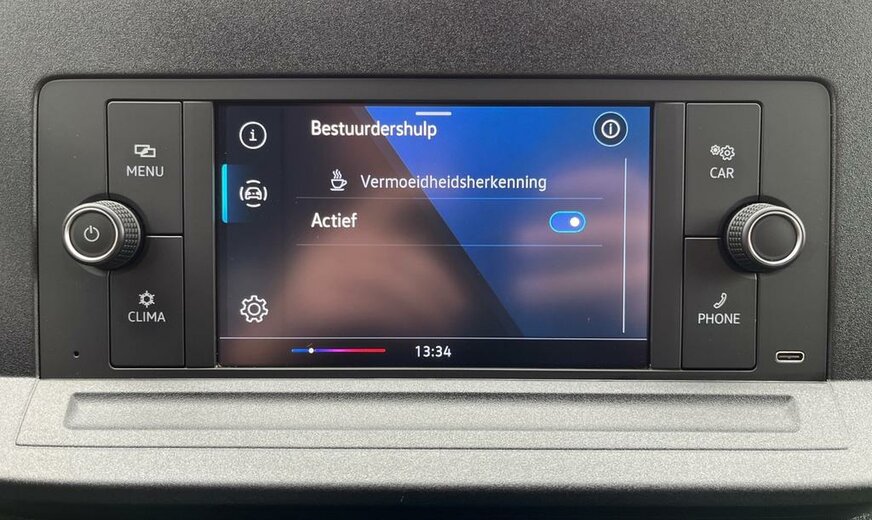 Bestuurdershulp
MENU
CAR
Vermoeidheidsherkenning
Actief
CLIMA
PHONE
13:34